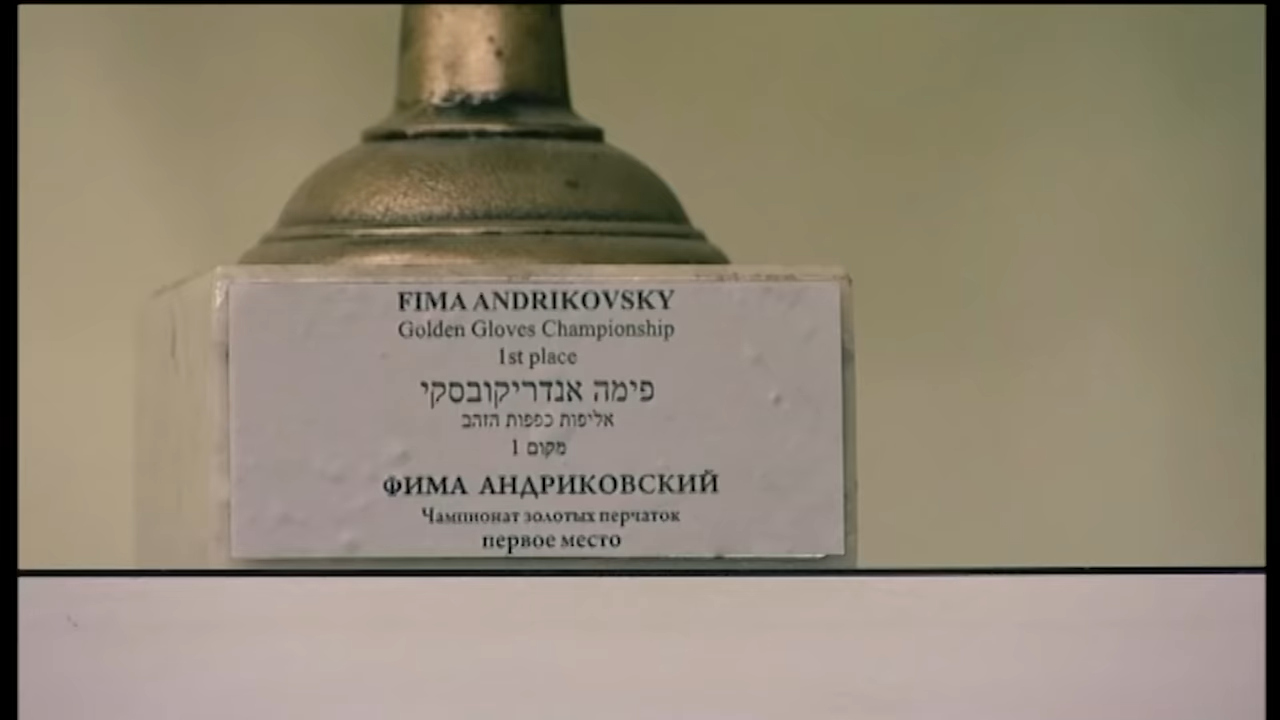 FIMA ANDRIKOVSKY
Golden Gloves Championship
1st place
פימה אנדריקובסקי
אליפות כפפות הזהב
מקום 1
ФИМА АНДРИКОВСКИЙ
Чампионат золотых перчаток
первое место